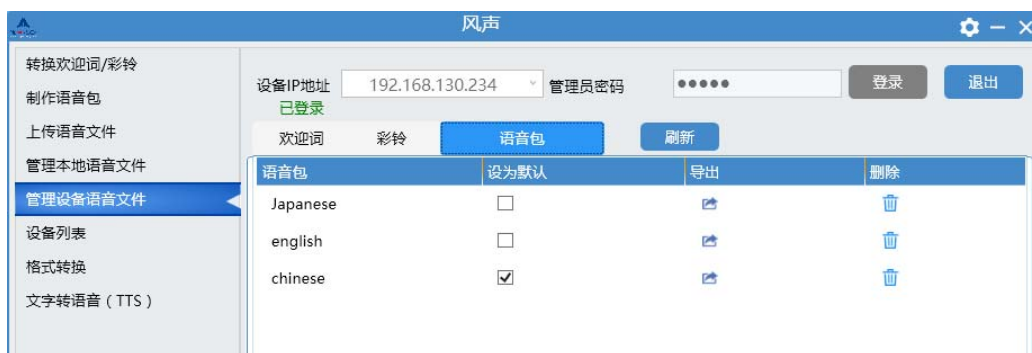 风声
转换欢迎词/彩铃
制作语音包
上传语音文件
管理本地语音文件
管理设备语音文件
设备列表
格式转换
文字转语音（TTS）
设备IP地址 192.168.130.234 管理员密码 ●●●●● 登录 退出
已登录
欢迎词 彩铃 语音包 刷新
语音包 设为默认 导出 删除
Japanese
english
chinese